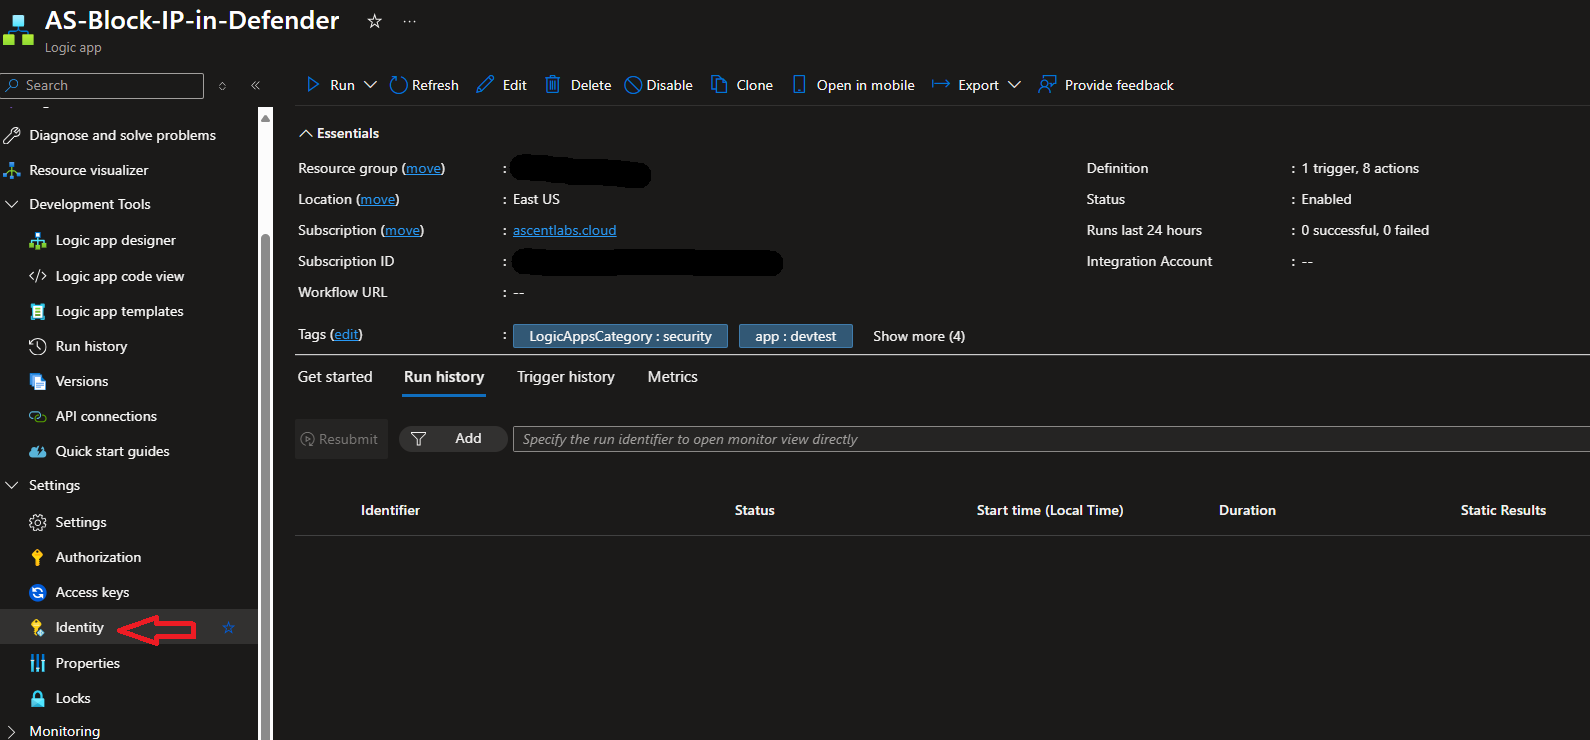 AS-Block-IP-in-Defender
Logic app
Search
Diagnose and solve problems
Resource visualizer
Development Tools
Logic app designer
Logic app code view
Logic app templates
Run history
Versions
API connections
Quick start guides
Settings
Settings
Authorization
Access keys
Identity
Properties
Locks
Monitoring
Run Refresh Edit Delete Disable Clone Open in mobile Export Provide feedback
Essentials
Resource group (move) :
Location (move) : East US
Subscription (move) : ascentlabs.cloud
Subscription ID :
Workflow URL : --
Definition : 1 trigger, 8 actions
Status : Enabled
Runs last 24 hours : 0 successful, 0 failed
Integration Account : --
Tags (edit) : LogicAppsCategory : security app : devtest Show more (4)
Get started Run history Trigger history Metrics
Resubmit Add Specify the run identifier to open monitor view directly
Identifier Status Start time (Local Time) Duration Static Results